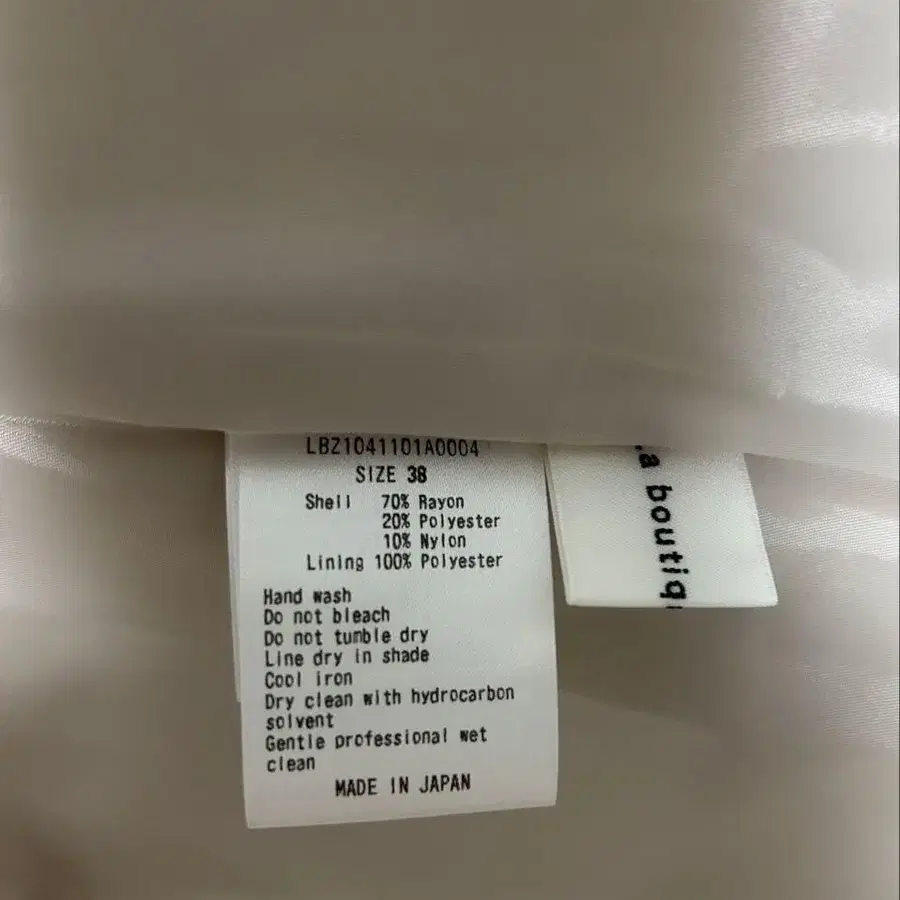 LBZ1041101A0004
SIZE 38
Shell 70% Rayon
20% Polyester
10% Nylon
Lining 100% Polyester
Hand wash
Do not bleach
Do not tumble dry
Line dry in shade
Cool iron
Dry clean with hydrocarbon
solvent
Gentle professional wet
clean
MADE IN JAPAN